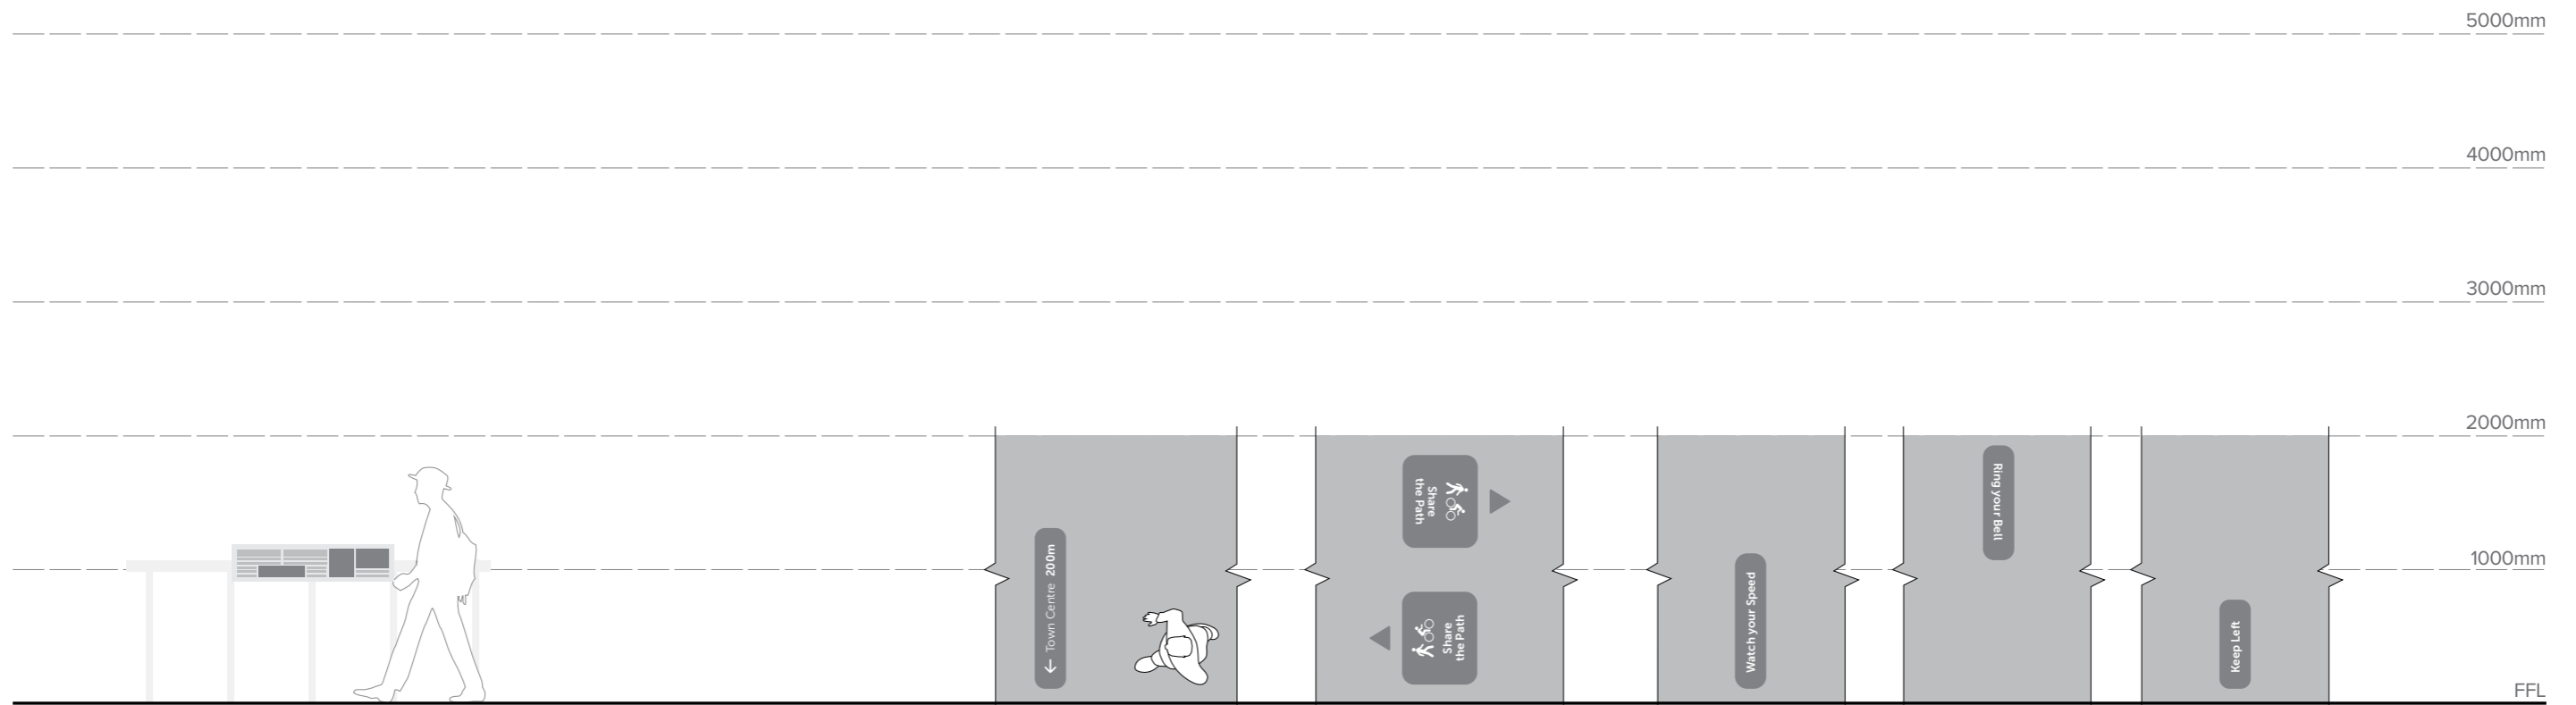 5000mm
4000mm
3000mm
2000mm
1000mm
FFL
← Town Centre 200m
Share
the Path
Share
the Path
Watch your Speed
Ring your Bell
Keep Left